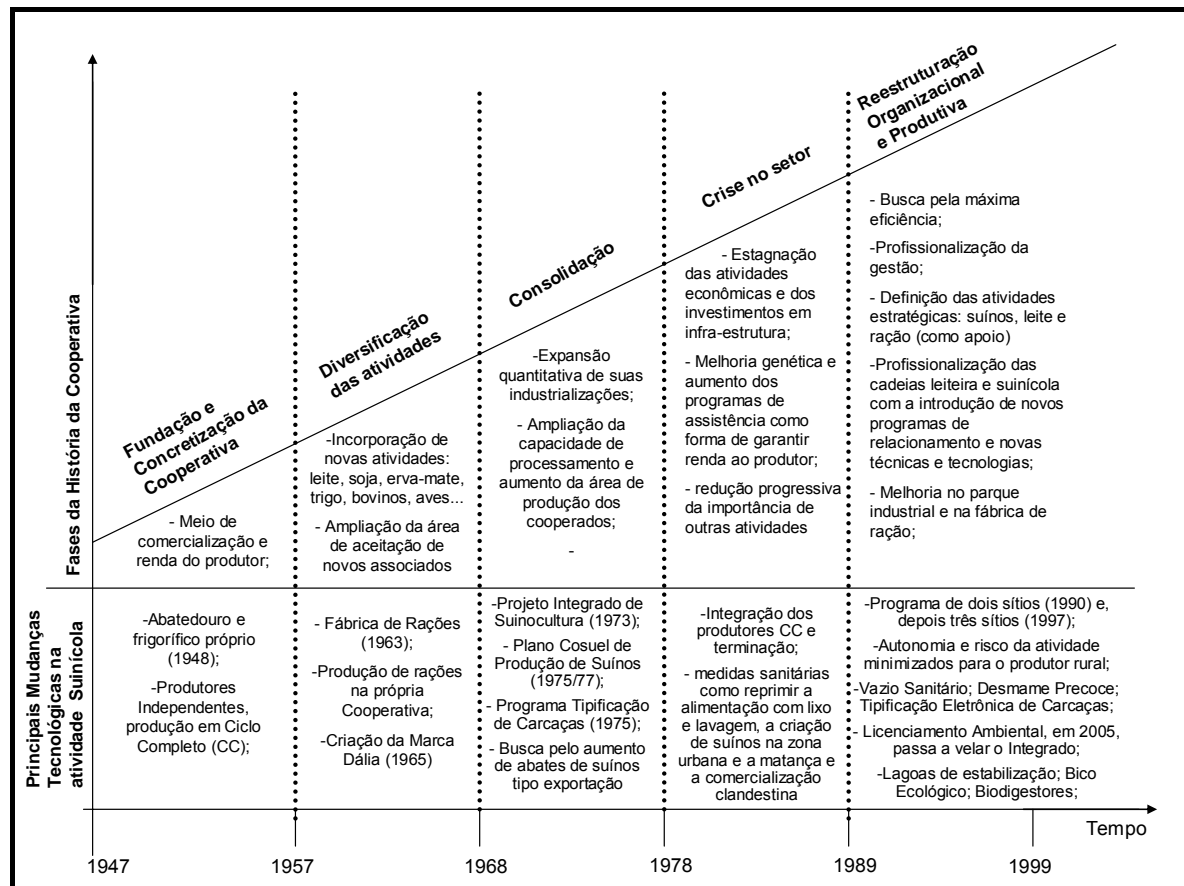 Fases da História da Cooperativa
Fundação e
Concretização da
Cooperativa
- Meio de
comercialização e
renda do produtor;
Diversificação
das atividades
-Incorporação de
novas atividades:
leite, soja, erva-mate,
trigo, bovinos, aves...
- Ampliação da área
de aceitação de
novos associados
Consolidação
-Expansão
quantitativa de suas
industrializações;
- Ampliação da
capacidade de
processamento e
aumento da área de
produção dos
cooperados;
-
Crise no setor
- Estagnação
das atividades
econômicas e dos
investimentos em
infra-estrutura;
- Melhoria genética e
aumento dos
programas de
assistência como
forma de garantir
renda ao produtor;
- redução progressiva
da importância de
outras atividades
Reestruturação
Organizacional
e Produtiva
- Busca pela máxima
eficiência;
-Profissionalização da
gestão;
- Definição das atividades
estratégicas: suínos, leite e
ração (como apoio)
-Profissionalização das
cadeias leiteira e suinícola
com a introdução de novos
programas de
relacionamento e novas
técnicas e tecnologias;
- Melhoria no parque
industrial e na fábrica de
ração;
Principais Mudanças
Tecnológicas na
atividade Suinícola
-Abatedouro e
frigorífico próprio
(1948);
-Produtores
Independentes,
produção em Ciclo
Completo (CC);
- Fábrica de Rações
(1963);
-Produção de rações
na própria
Cooperativa;
-Criação da Marca
Dália (1965)
-Projeto Integrado de
Suinocultura (1973);
- Plano Cosuel de
Produção de Suínos
(1975/77);
- Programa Tipificação
de Carcaças (1975);
- Busca pelo aumento
de abates de suínos
tipo exportação
-Integração dos
produtores CC e
terminação;
- medidas sanitárias
como reprimir a
alimentação com lixo
e lavagem, a criação
de suínos na zona
urbana e a matança e
a comercialização
clandestina
-Programa de dois sítios (1990) e,
depois três sítios (1997);
-Autonomia e risco da atividade
minimizados para o produtor rural;
-Vazio Sanitário; Desmame Precoce;
Tipificação Eletrônica de Carcaças;
- Licenciamento Ambiental, em 2005,
passa a velar o Integrado;
-Lagoas de estabilização; Bico
Ecológico; Biodigestores;
Tempo
1947 1957 1968 1978 1989 1999